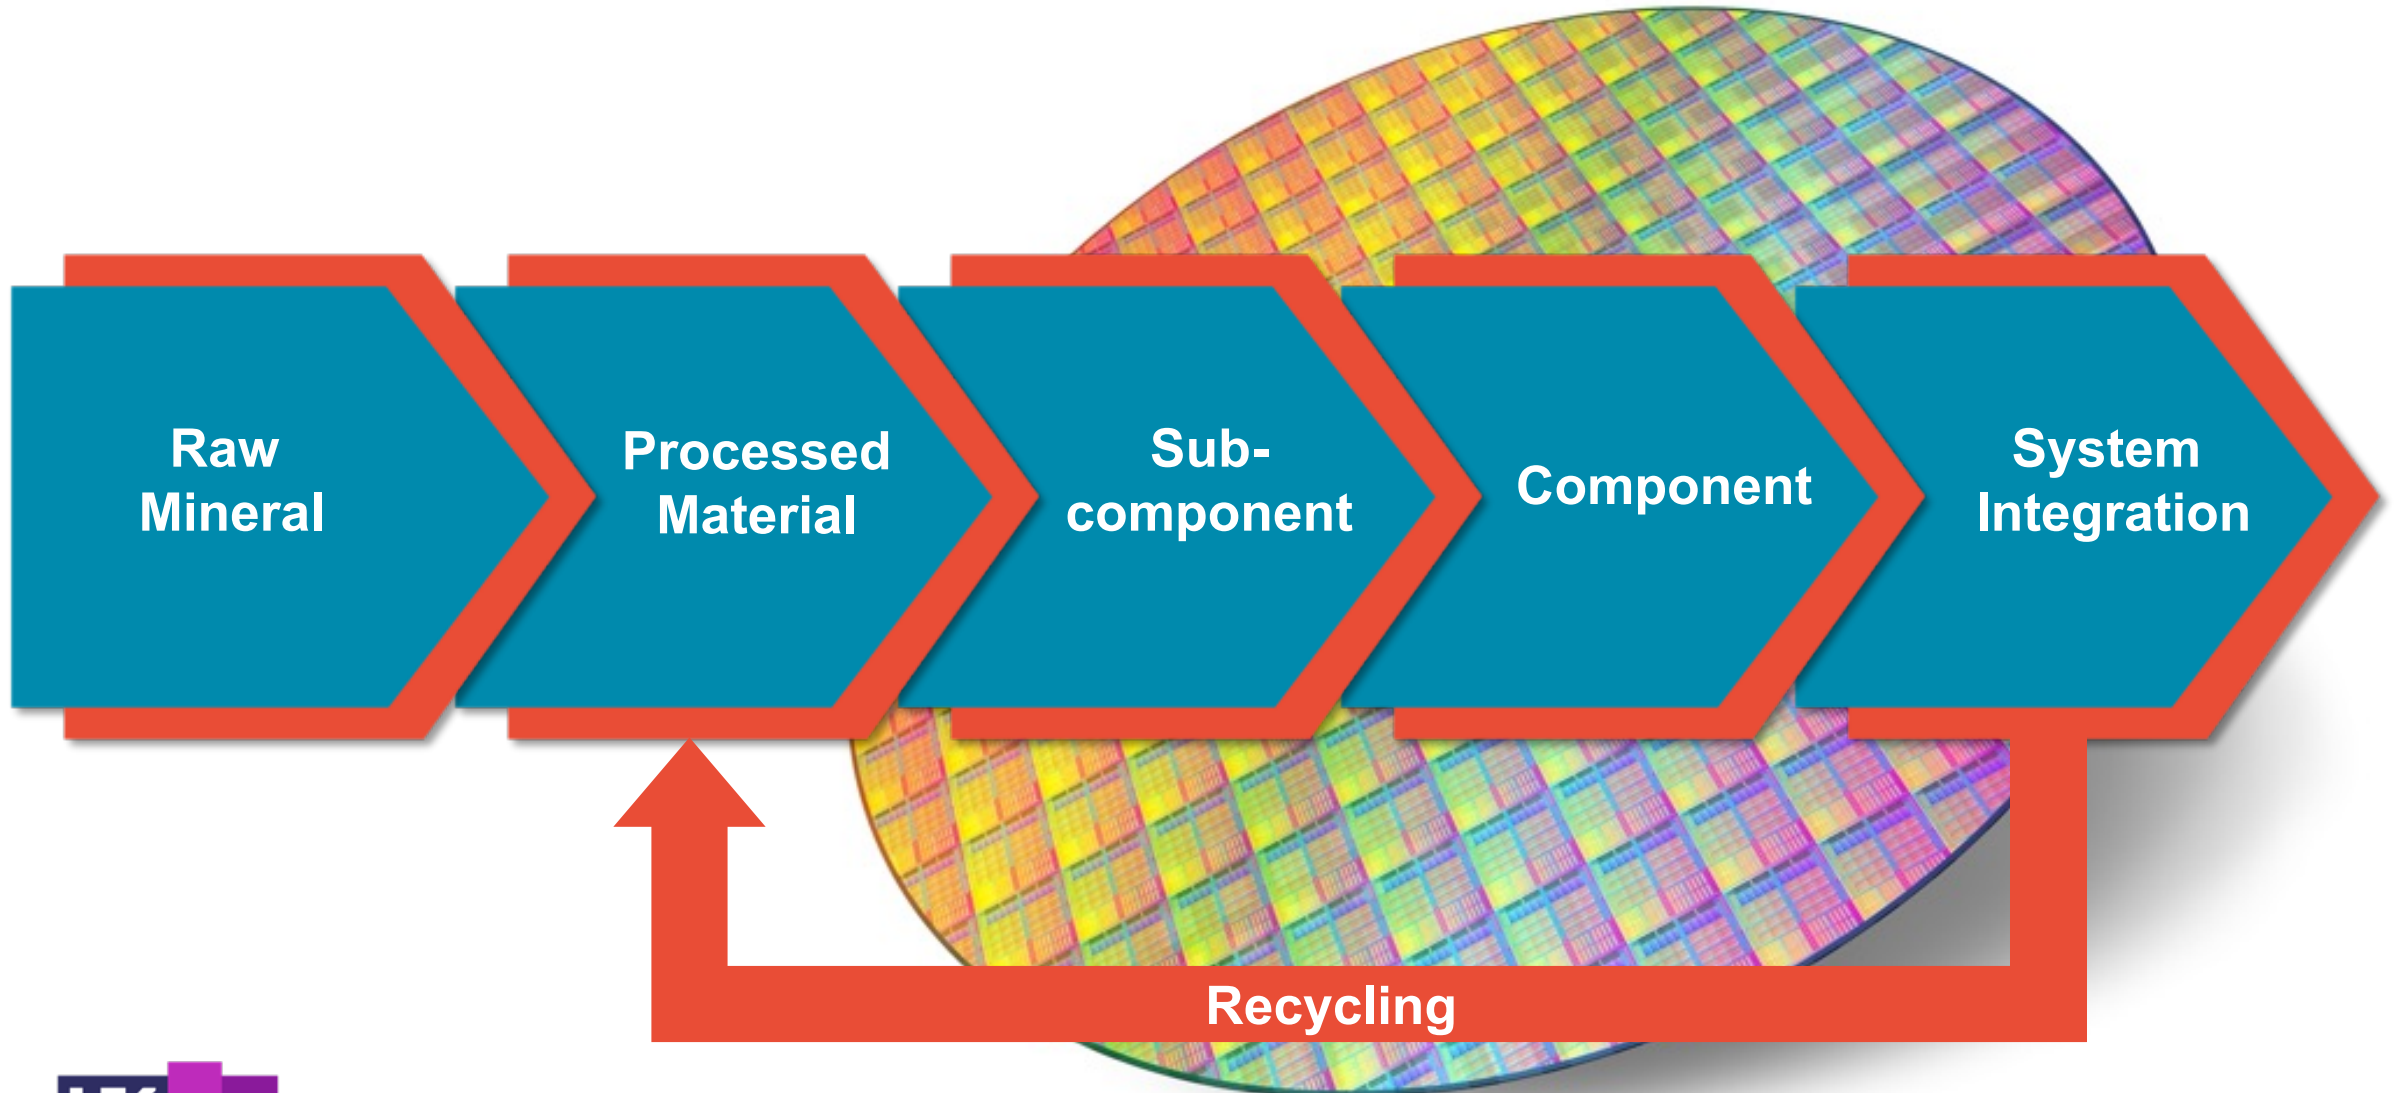 Raw
Mineral
Processed
Material
Sub-
component
Component
System
Integration
Recycling